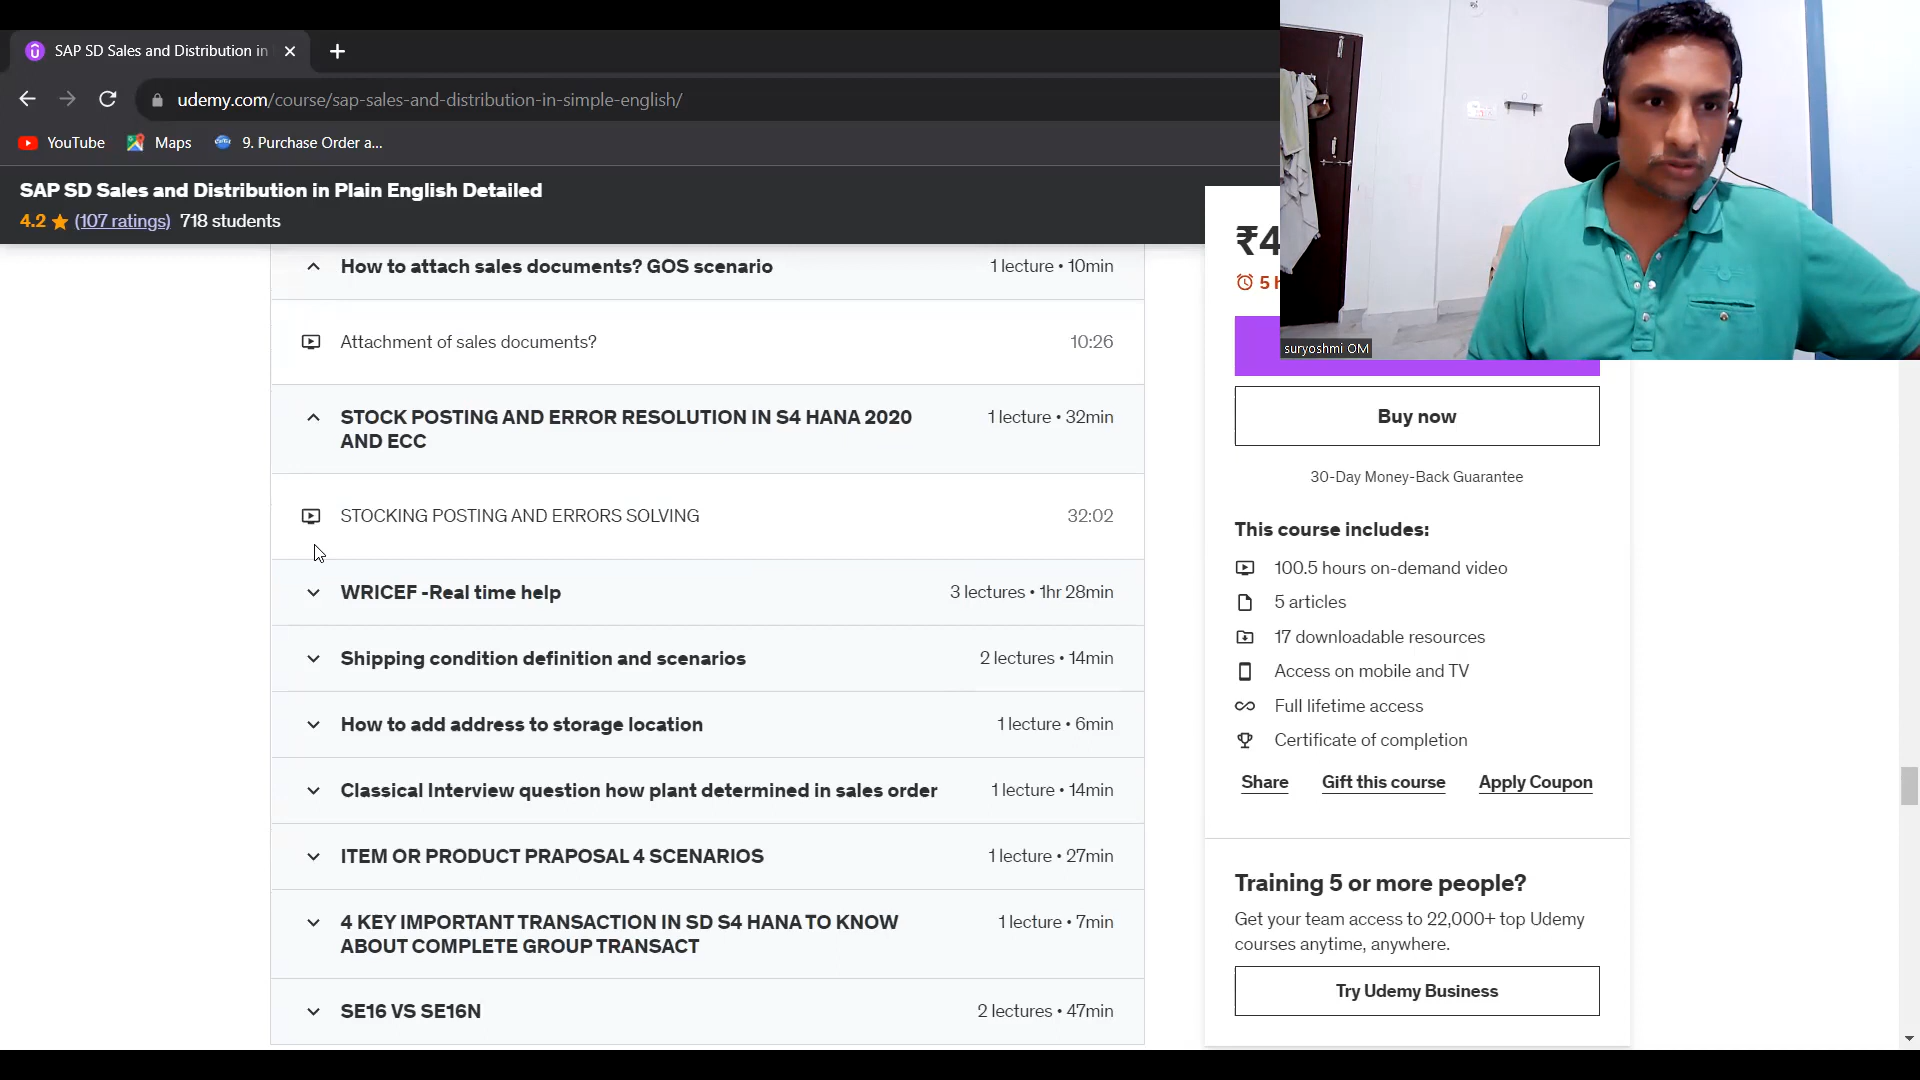 SAP SD Sales and Distribution in
udemy.com/course/sap-sales-and-distribution-in-simple-english/
YouTube
Maps
9. Purchase Order a...
SAP SD Sales and Distribution in Plain English Detailed
4.2 (107 ratings) 718 students
How to attach sales documents? GOS scenario 1 lecture • 10min
Attachment of sales documents? 10:26
STOCK POSTING AND ERROR RESOLUTION IN S4 HANA 2020 1 lecture • 32min
AND ECC
STOCKING POSTING AND ERRORS SOLVING 32:02
WRICEF -Real time help 3 lectures • 1hr 28min
Shipping condition definition and scenarios 2 lectures • 14min
How to add address to storage location 1 lecture • 6min
Classical Interview question how plant determined in sales order 1 lecture • 14min
ITEM OR PRODUCT PRAPOSAL 4 SCENARIOS 1 lecture • 27min
4 KEY IMPORTANT TRANSACTION IN SD S4 HANA TO KNOW 1 lecture • 7min
ABOUT COMPLETE GROUP TRANSACT
SE16 VS SE16N 2 lectures • 47min
₹4
5 h
suryoshmi OM
Buy now
30-Day Money-Back Guarantee
This course includes:
100.5 hours on-demand video
5 articles
17 downloadable resources
Access on mobile and TV
Full lifetime access
Certificate of completion
Share Gift this course Apply Coupon
Training 5 or more people?
Get your team access to 22,000+ top Udemy
courses anytime, anywhere.
Try Udemy Business